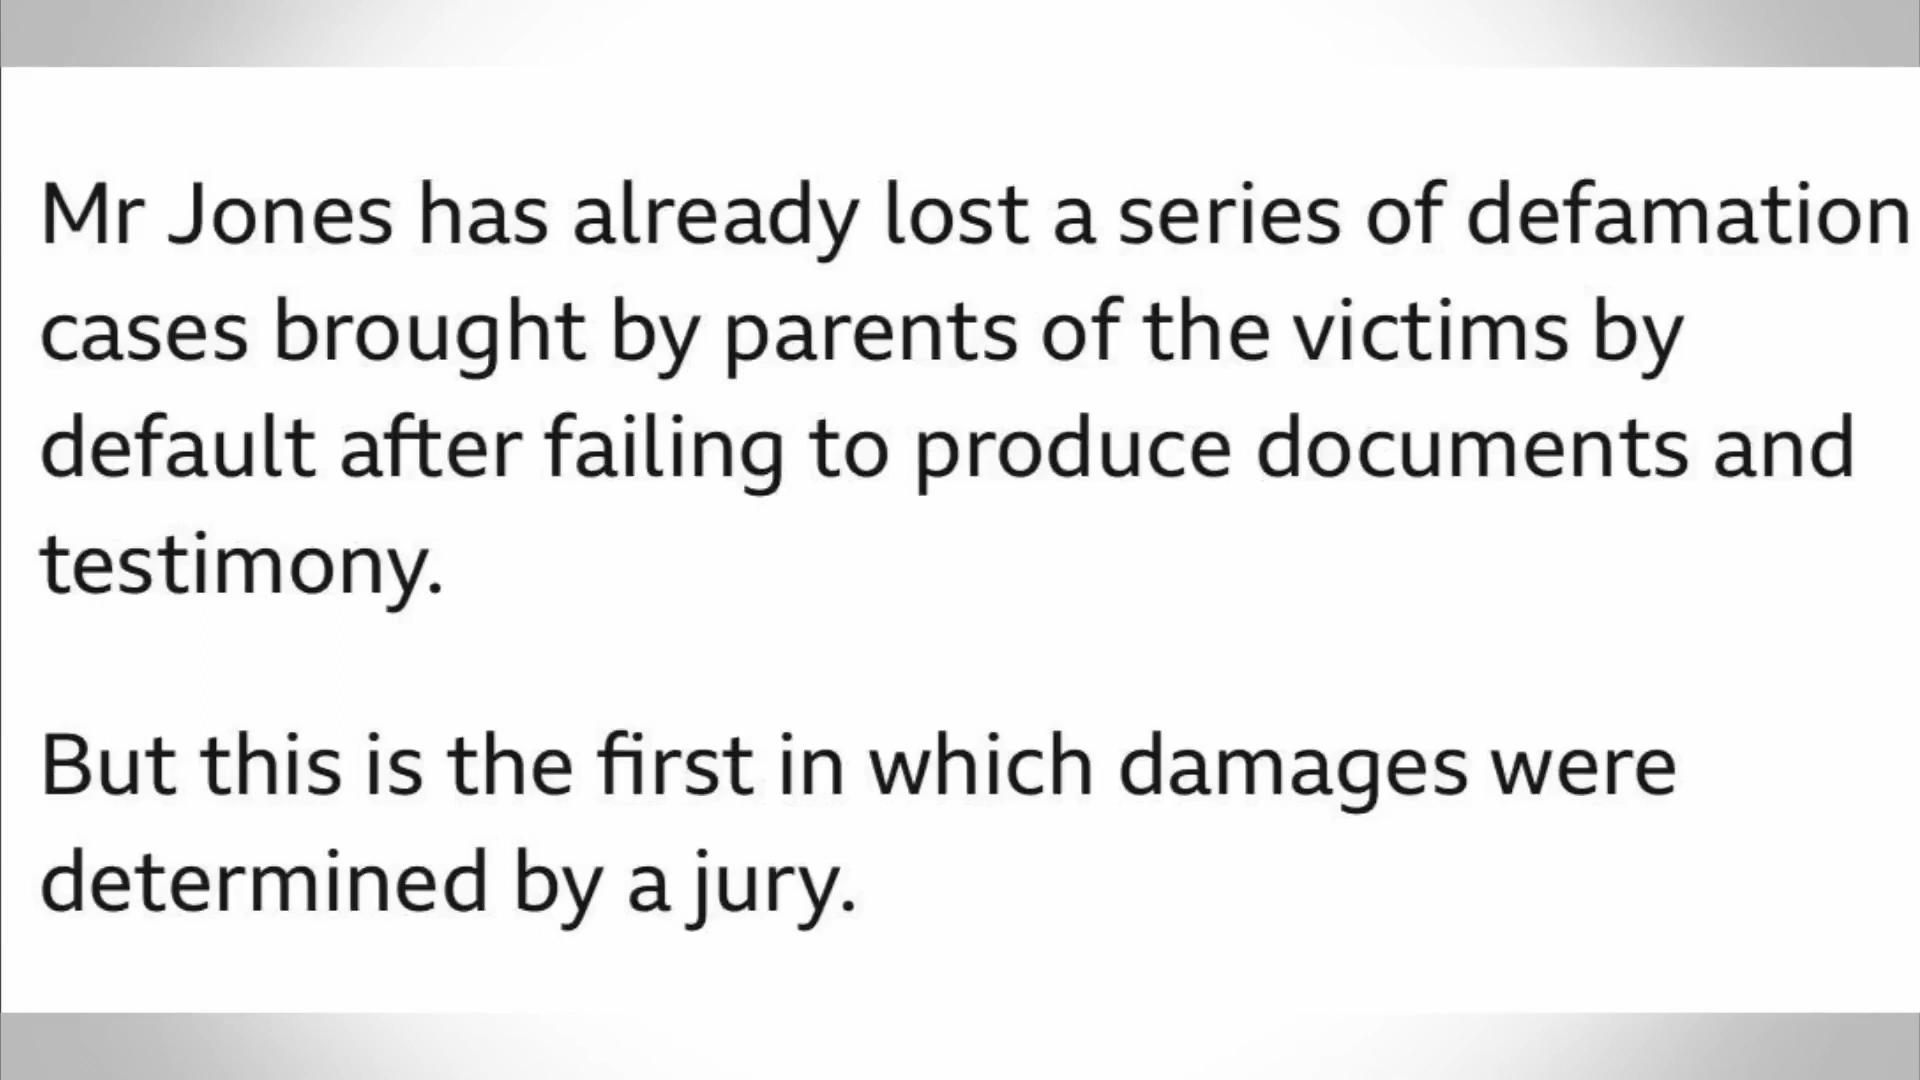 Mr Jones has already lost a series of defamation
cases brought by parents of the victims by
default after failing to produce documents and
testimony.
But this is the first in which damages were
determined by a jury.